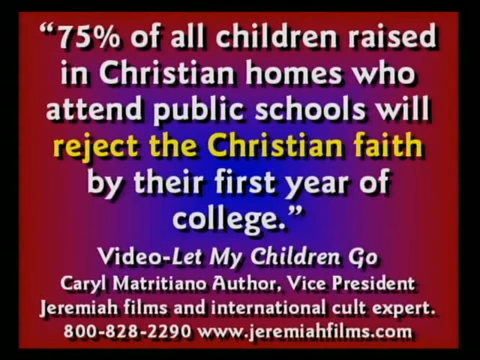 “75% of all children raised
in Christian homes who
attend public schools will
reject the Christian faith
by their first year of
college.”
Video-Let My Children Go
Caryl Matritiano Author, Vice President
Jeremiah films and international cult expert.
800-828-2290 www.jeremiahfilms.com